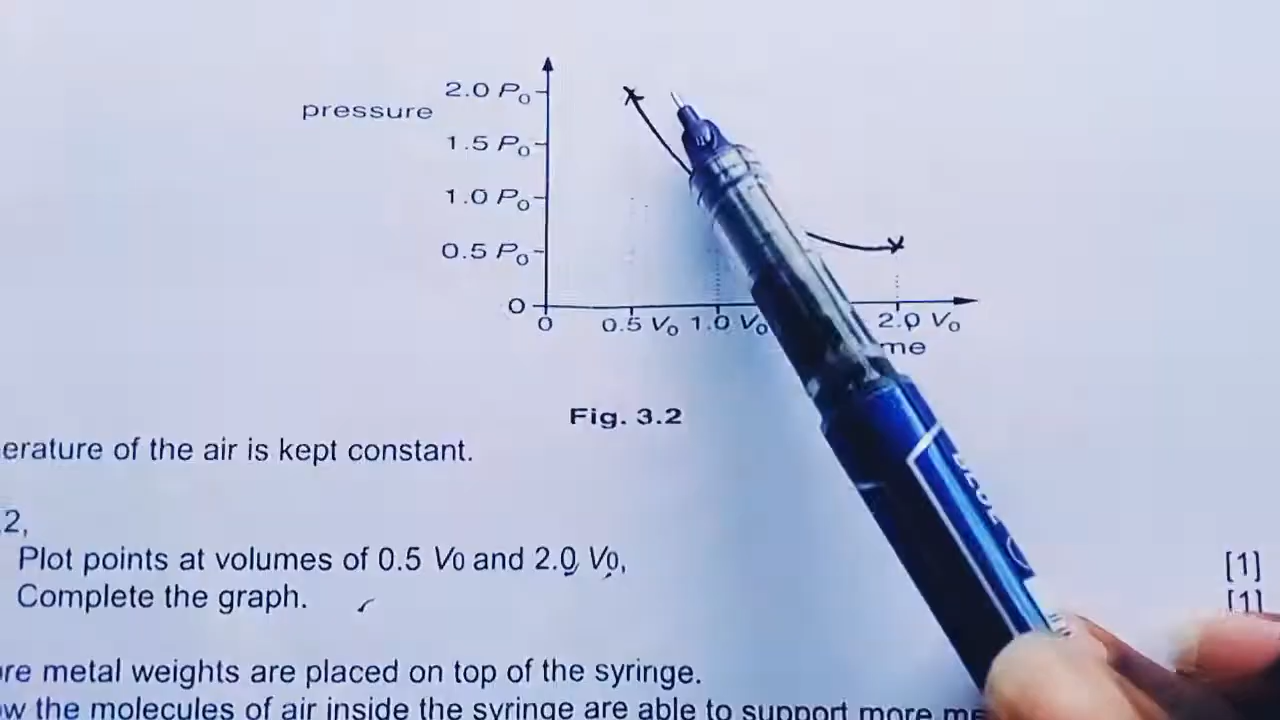 2.0 P₀
pressure
1.5 P₀
1.0 P₀
0.5 P₀
0
0 0.5 V₀ 1.0 V₀ 2.0 V₀
me
Fig. 3.2
erature of the air is kept constant.
2,
Plot points at volumes of 0.5 V0 and 2.0 V0, [1]
Complete the graph. [1]
re metal weights are placed on top of the syringe.
w the molecules of air inside the syringe are able to support more me